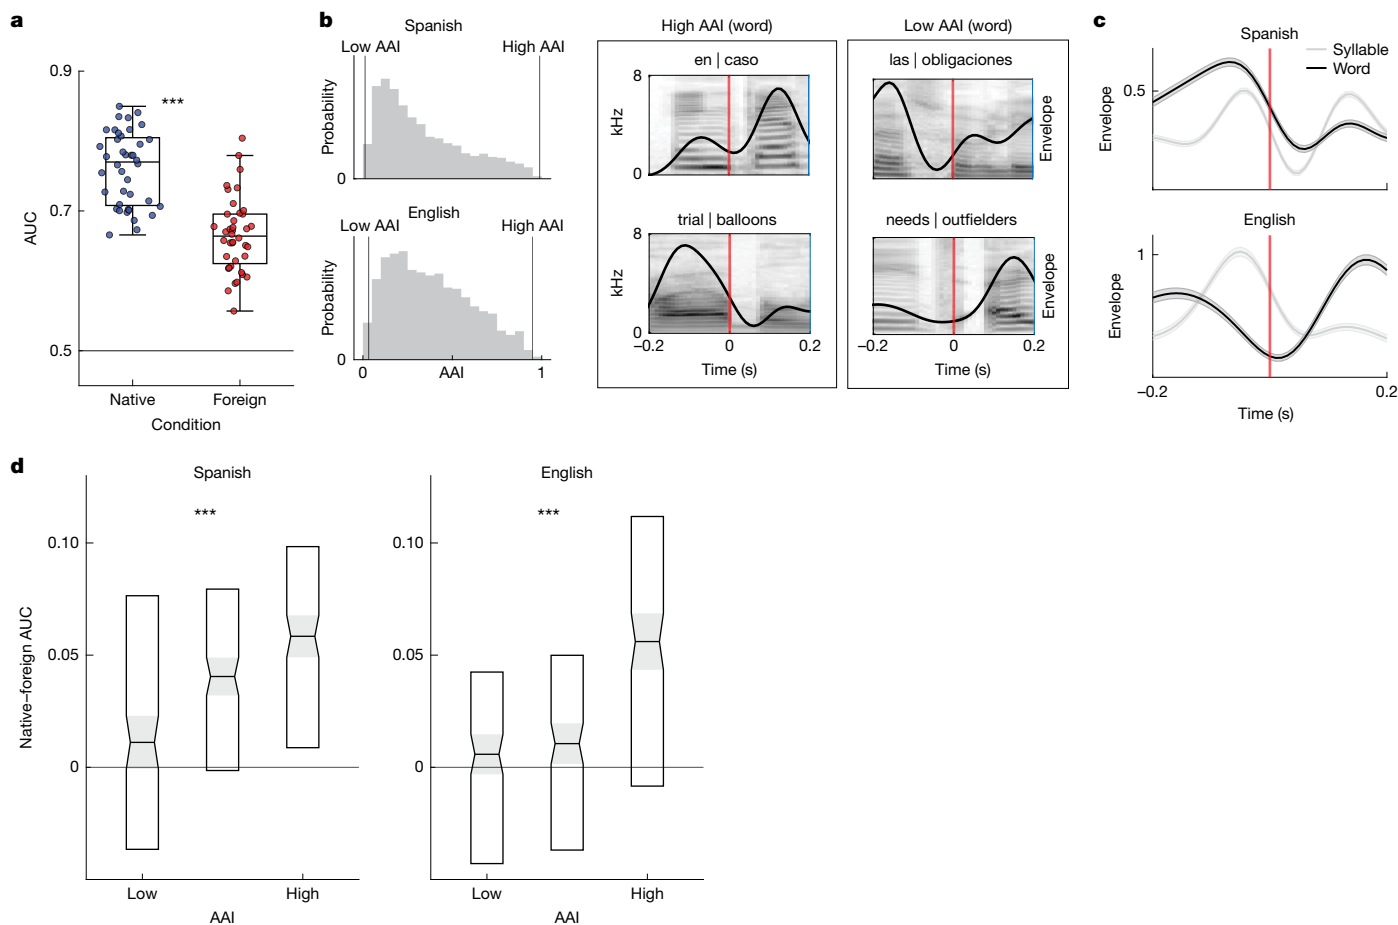 a
0.9
0.7
0.5
AUC
***
Native
Foreign
Condition
b
Spanish
Low AAI
High AAI
Probability
0
English
Low AAI
High AAI
Probability
0
0
AAI
1
High AAI (word)
en | caso
8
kHz
0
trial | balloons
8
kHz
0
−0.2
0
0.2
Time (s)
Low AAI (word)
las | obligaciones
Envelope
needs | outfielders
Envelope
−0.2
0
0.2
Time (s)
c
Spanish
Syllable
Word
0.5
Envelope
English
1
Envelope
−0.2
0.2
Time (s)
d
Spanish
***
0.10
0.05
0
Native–foreign AUC
Low
High
AAI
English
***
0.10
0.05
0
Low
High
AAI